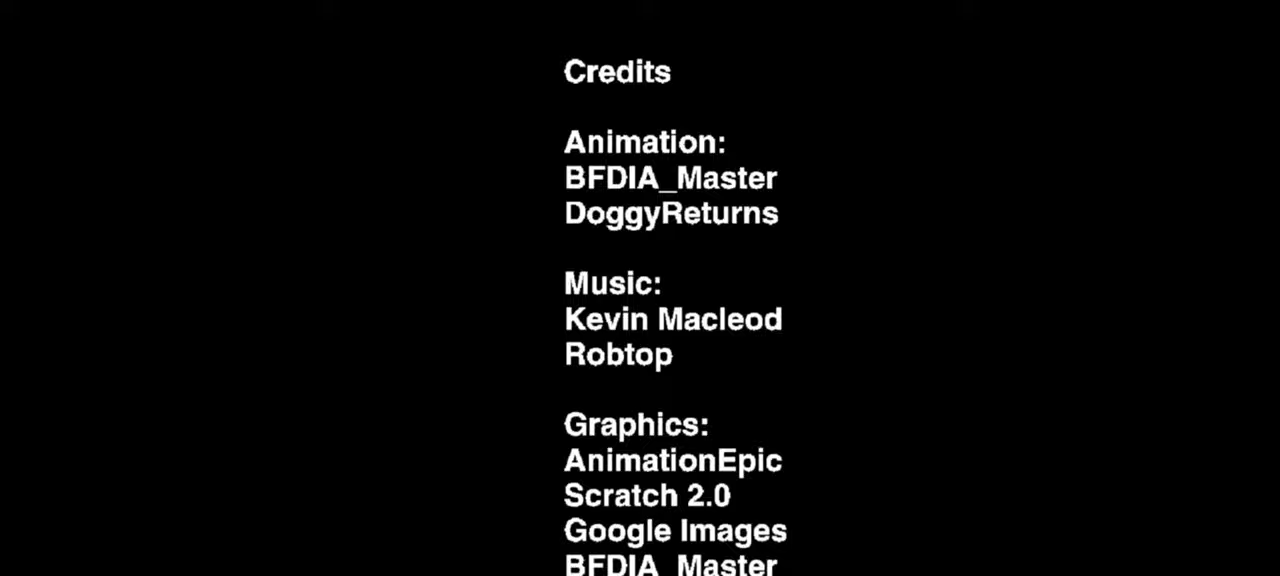 Credits
Animation:
BFDIA_Master
DoggyReturns
Music:
Kevin Macleod
Robtop
Graphics:
AnimationEpic
Scratch 2.0
Google Images
BFDIA_Master